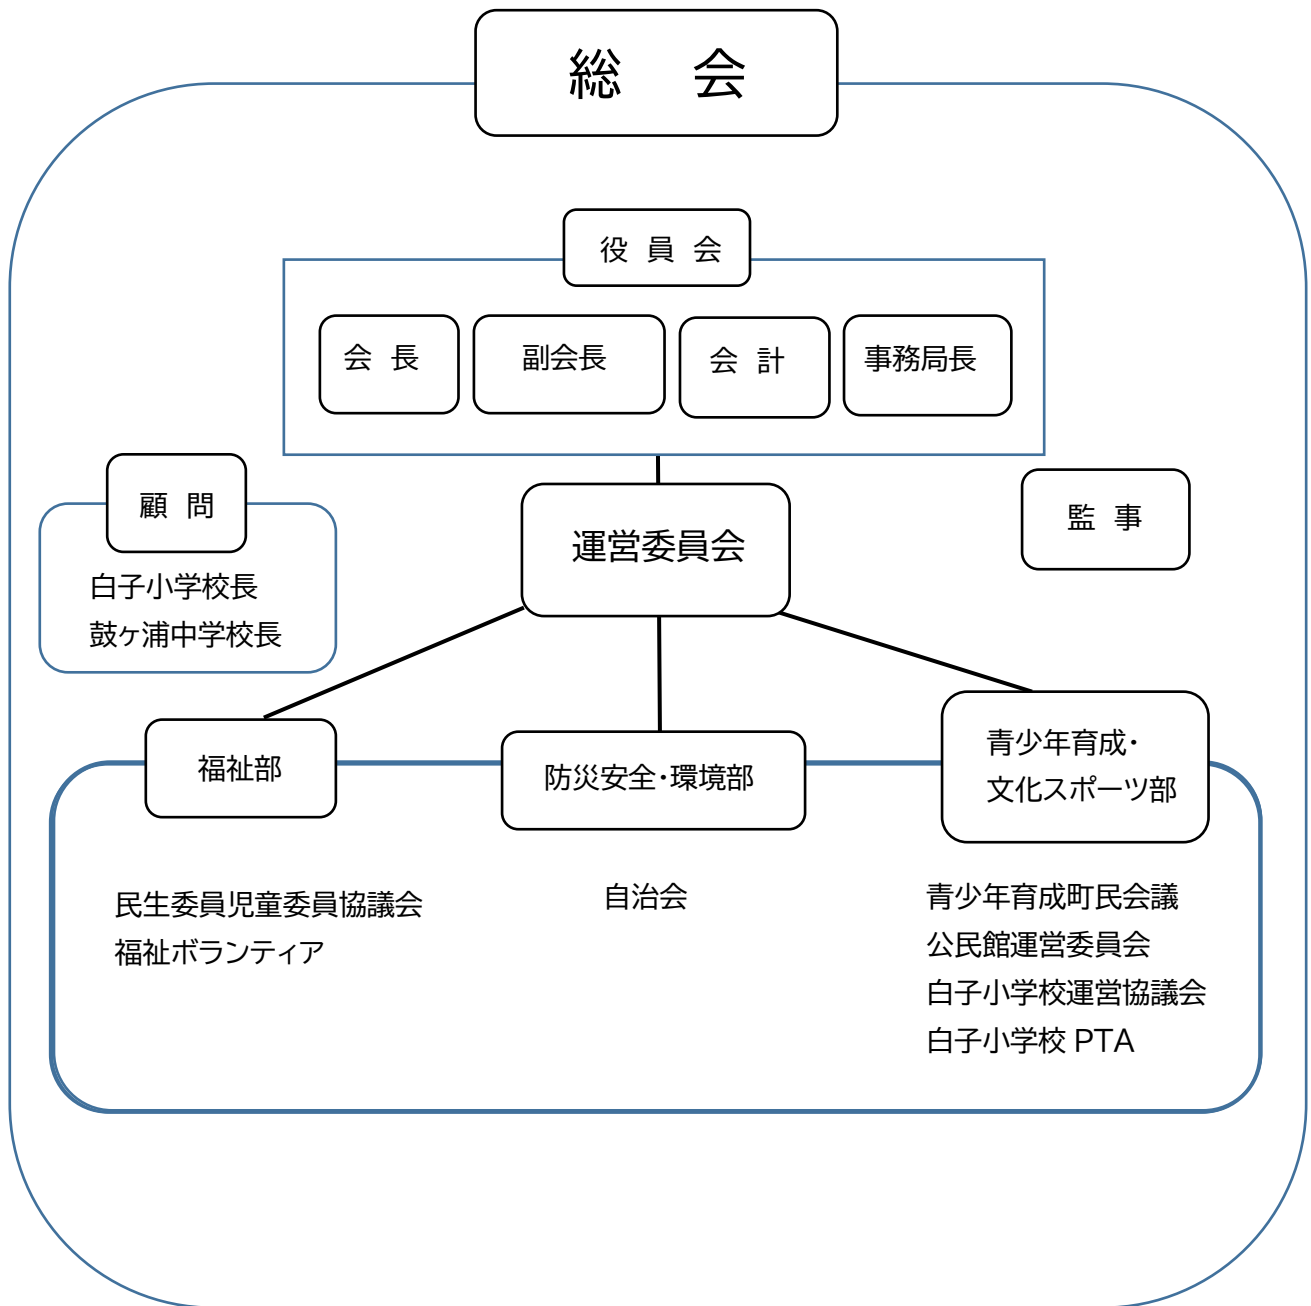 総 会
役 員 会
会 長
副会長
会 計
事務局長
顧 問
白子小学校長
鼓ヶ浦中学校長
運営委員会
監 事
福祉部
防災安全・環境部
青少年育成・
文化スポーツ部
民生委員児童委員協議会
福祉ボランティア
自治会
青少年育成町民会議
公民館運営委員会
白子小学校運営協議会
白子小学校 PTA